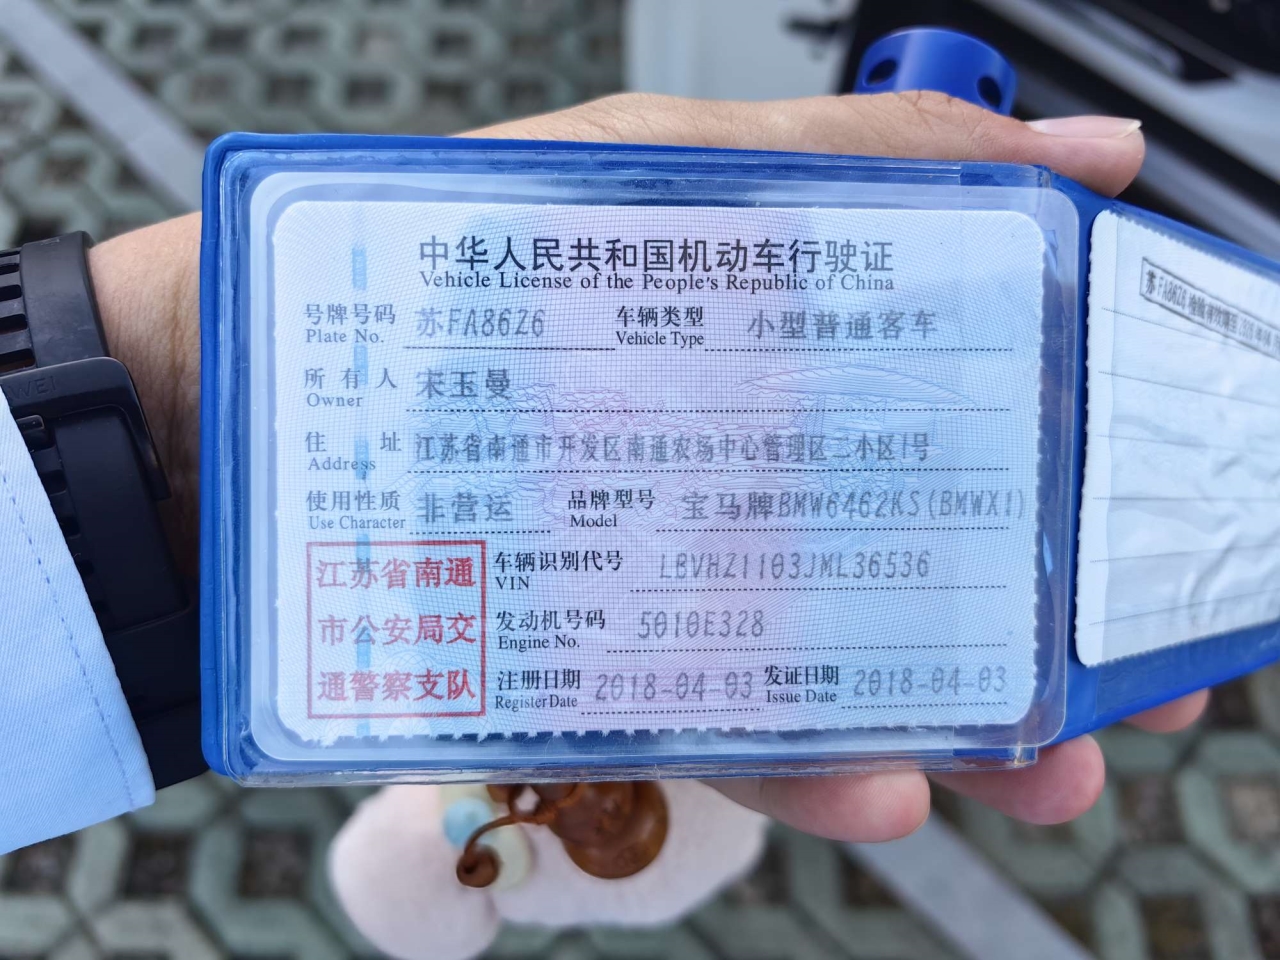 中华人民共和国机动车行驶证
Vehicle License of the People's Republic of China
号牌号码 苏FA8626 车辆类型 小型普通客车
Plate No. Vehicle Type
所有人 宋玉曼
Owner
住址 江苏省南通市开发区南通农场中心管理区三小区1号
Address
使用性质 非营运 品牌型号 宝马牌BMW6462KS(BMWX1)
Use Character Model
江苏省南通
市公安局交
通警察支队
车辆识别代号 LBVHZ1103JML36536
VIN
发动机号码 5010E328
Engine No.
注册日期 2018-04-03 发证日期 2018-04-03
Register Date Issue Date
苏FA8626